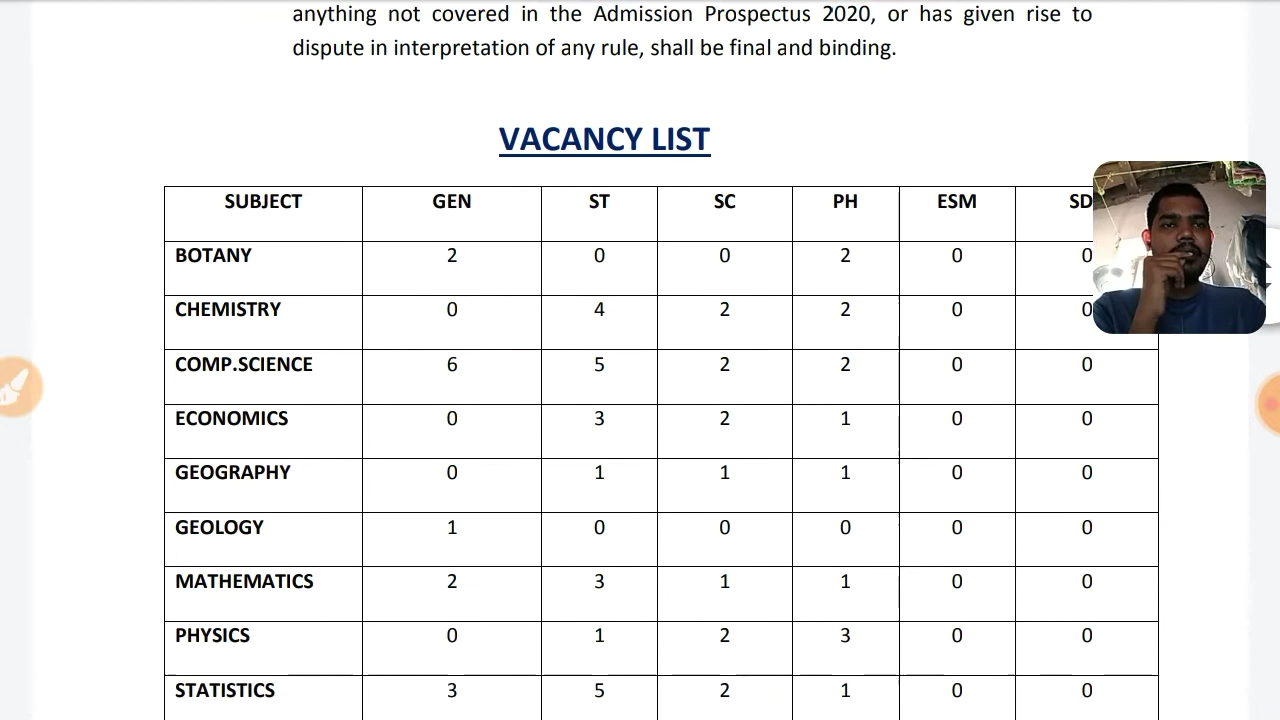 anything not covered in the Admission Prospectus 2020, or has given rise to
dispute in interpretation of any rule, shall be final and binding.
VACANCY LIST
SUBJECT GEN ST SC PH ESM SD
BOTANY 2 0 0 2 0 0
CHEMISTRY 0 4 2 2 0 0
COMP.SCIENCE 6 5 2 2 0 0
ECONOMICS 0 3 2 1 0 0
GEOGRAPHY 0 1 1 1 0 0
GEOLOGY 1 0 0 0 0 0
MATHEMATICS 2 3 1 1 0 0
PHYSICS 0 1 2 3 0 0
STATISTICS 3 5 2 1 0 0